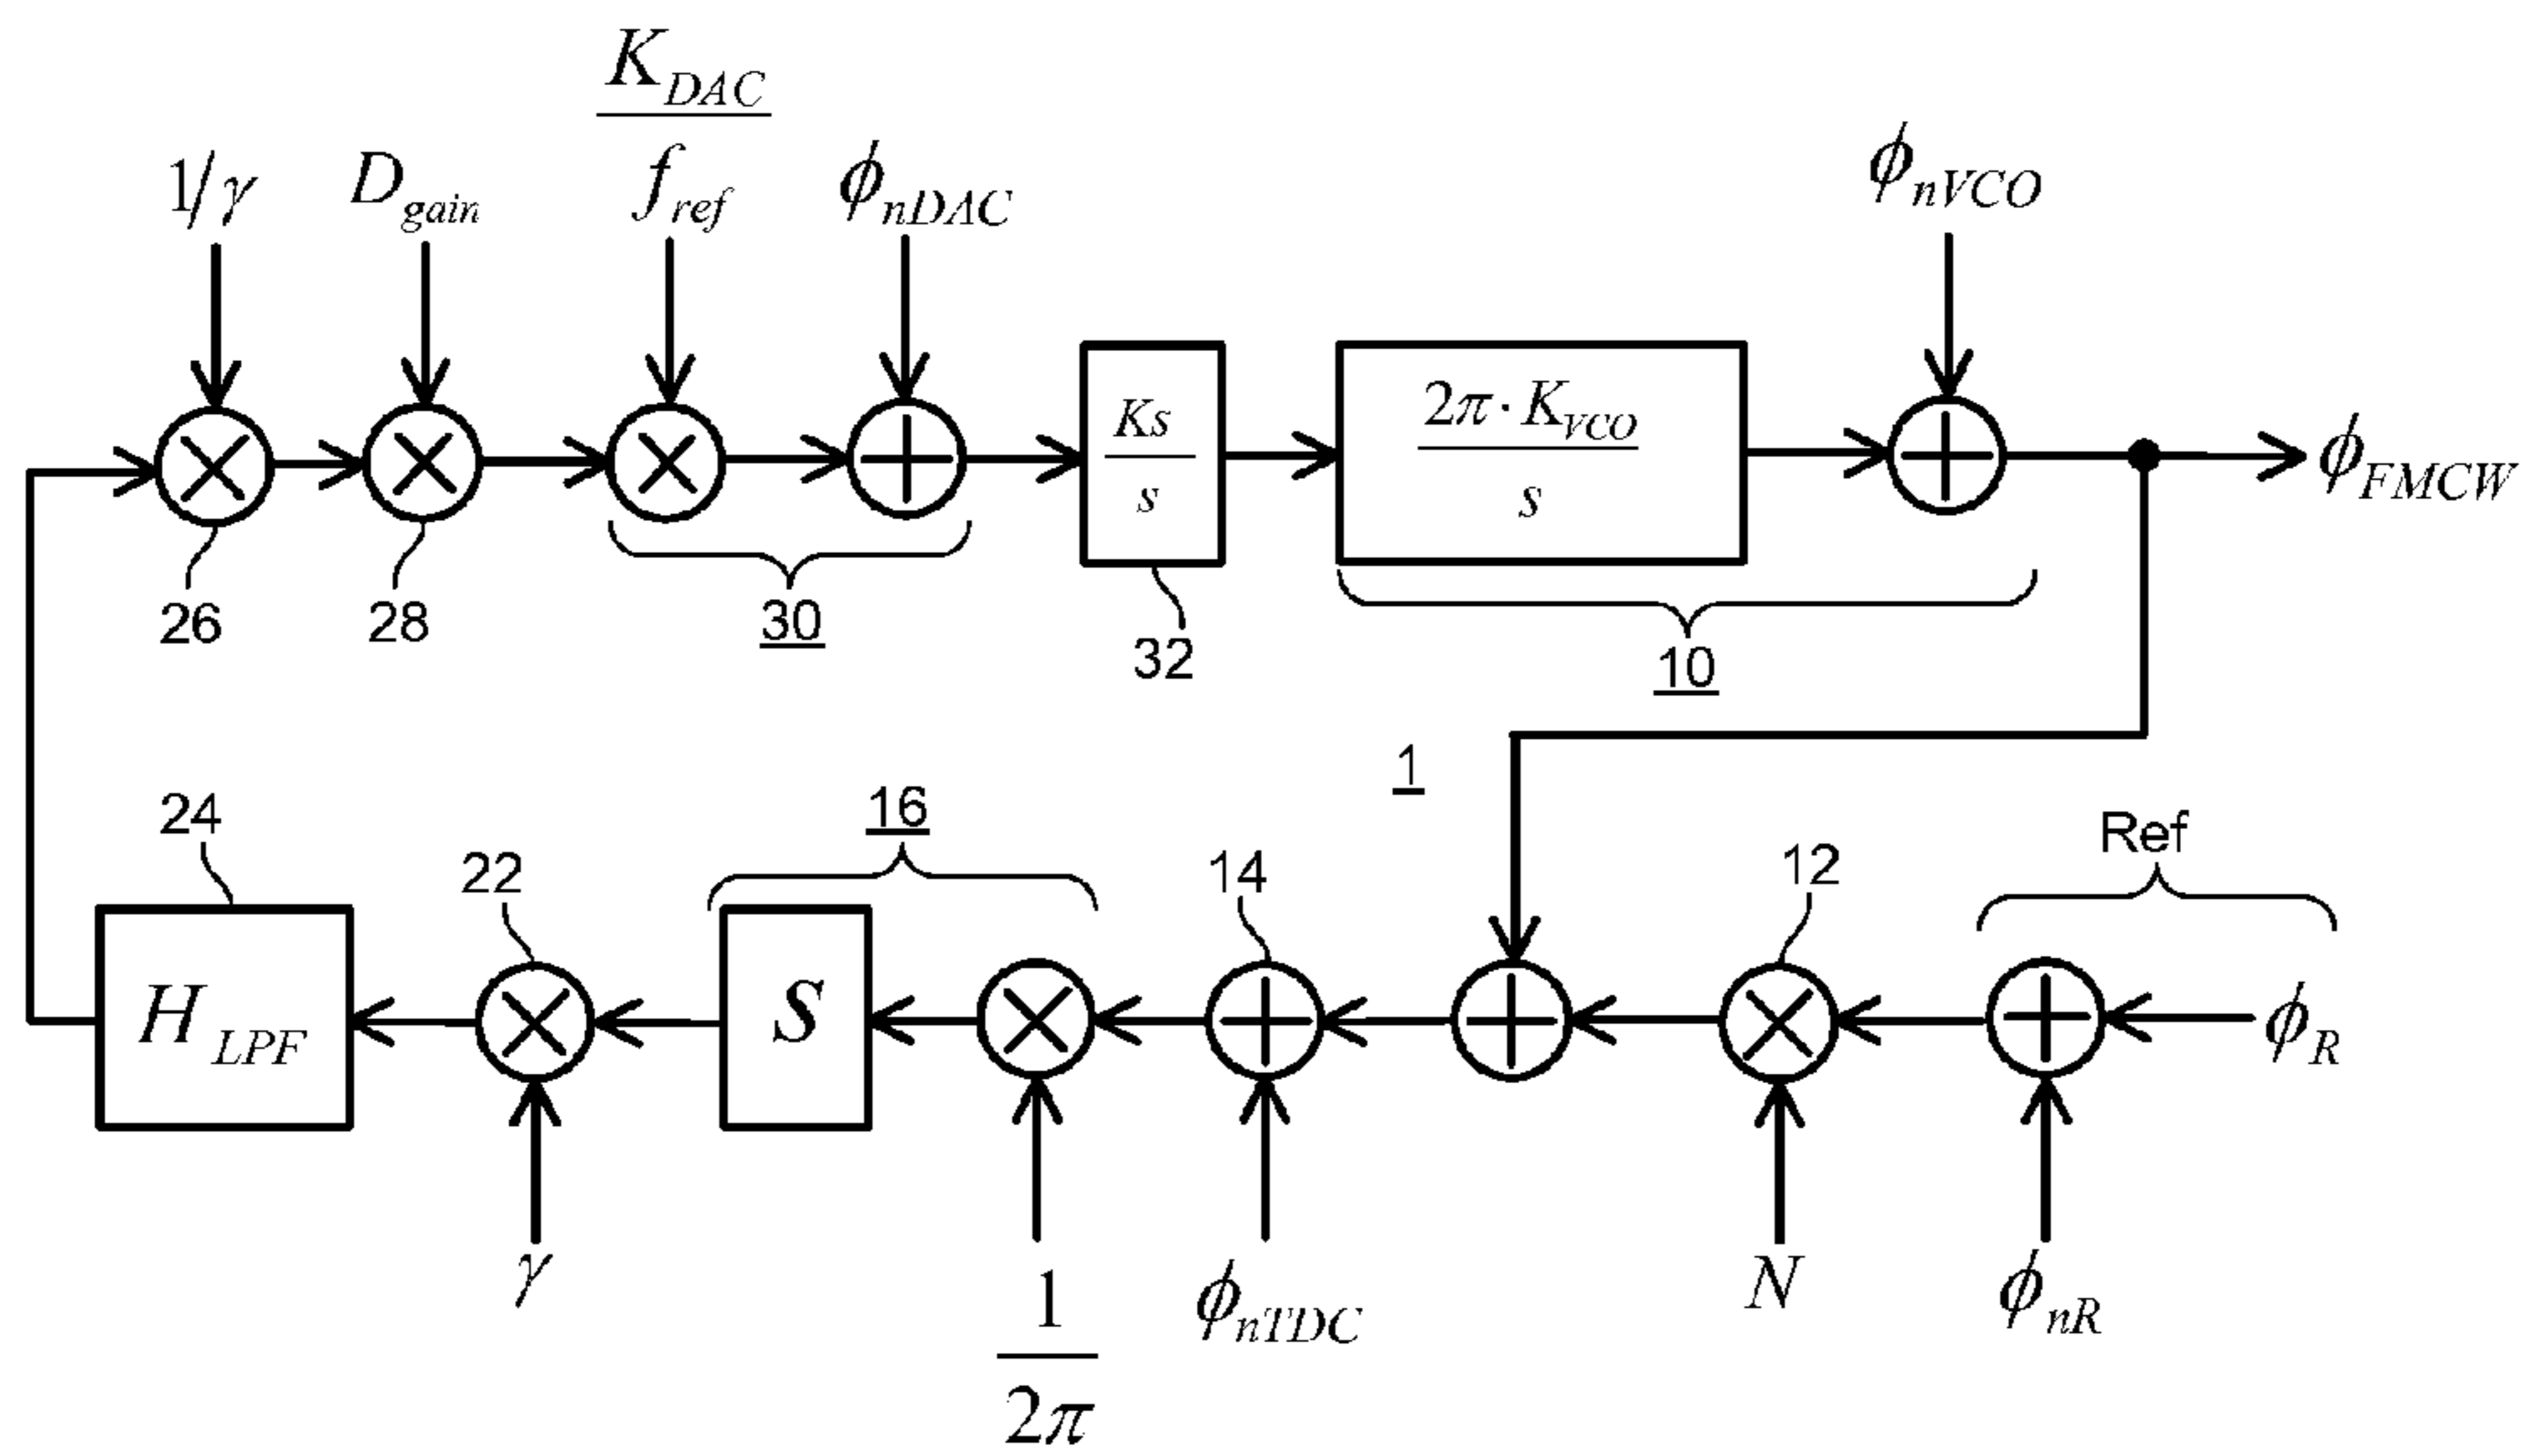 K_DAC
f_ref
1/γ
D_gain
ϕ_nDAC
ϕ_nVCO
Ks
s
2π · K_VCO
s
ϕ_FMCW
26
28
30
32
10
1
24
22
16
14
12
Ref
H_LPF
S
ϕ_R
γ
1
2π
ϕ_nTDC
N
ϕ_nR